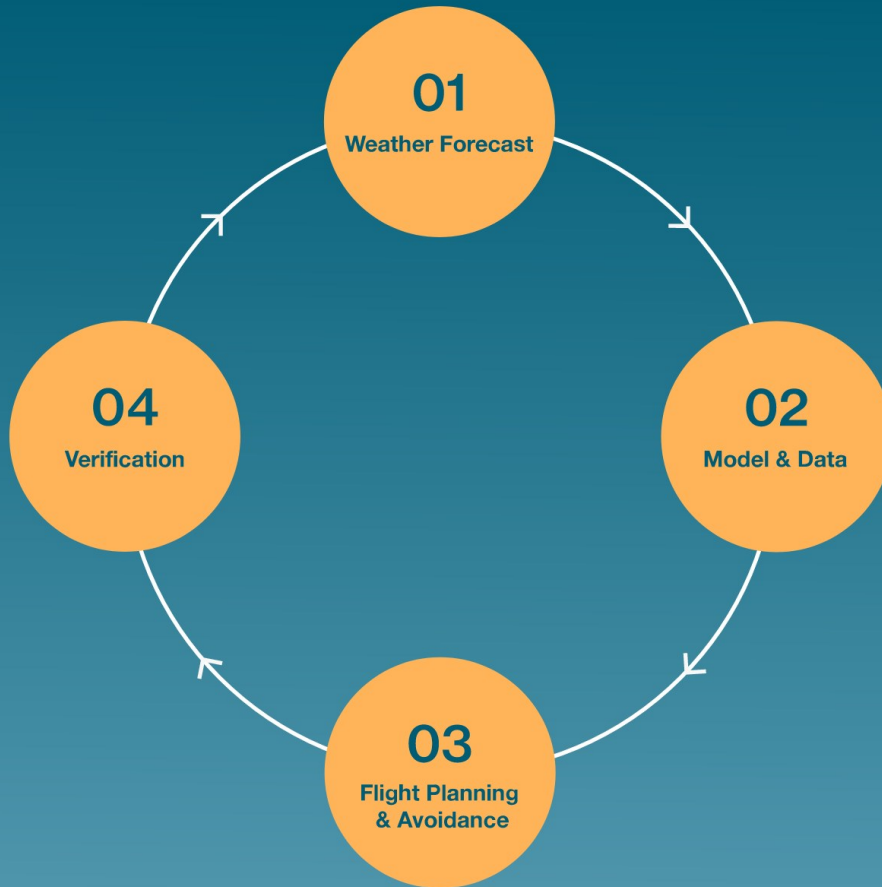 01
Weather Forecast
02
Model & Data
03
Flight Planning
& Avoidance
04
Verification